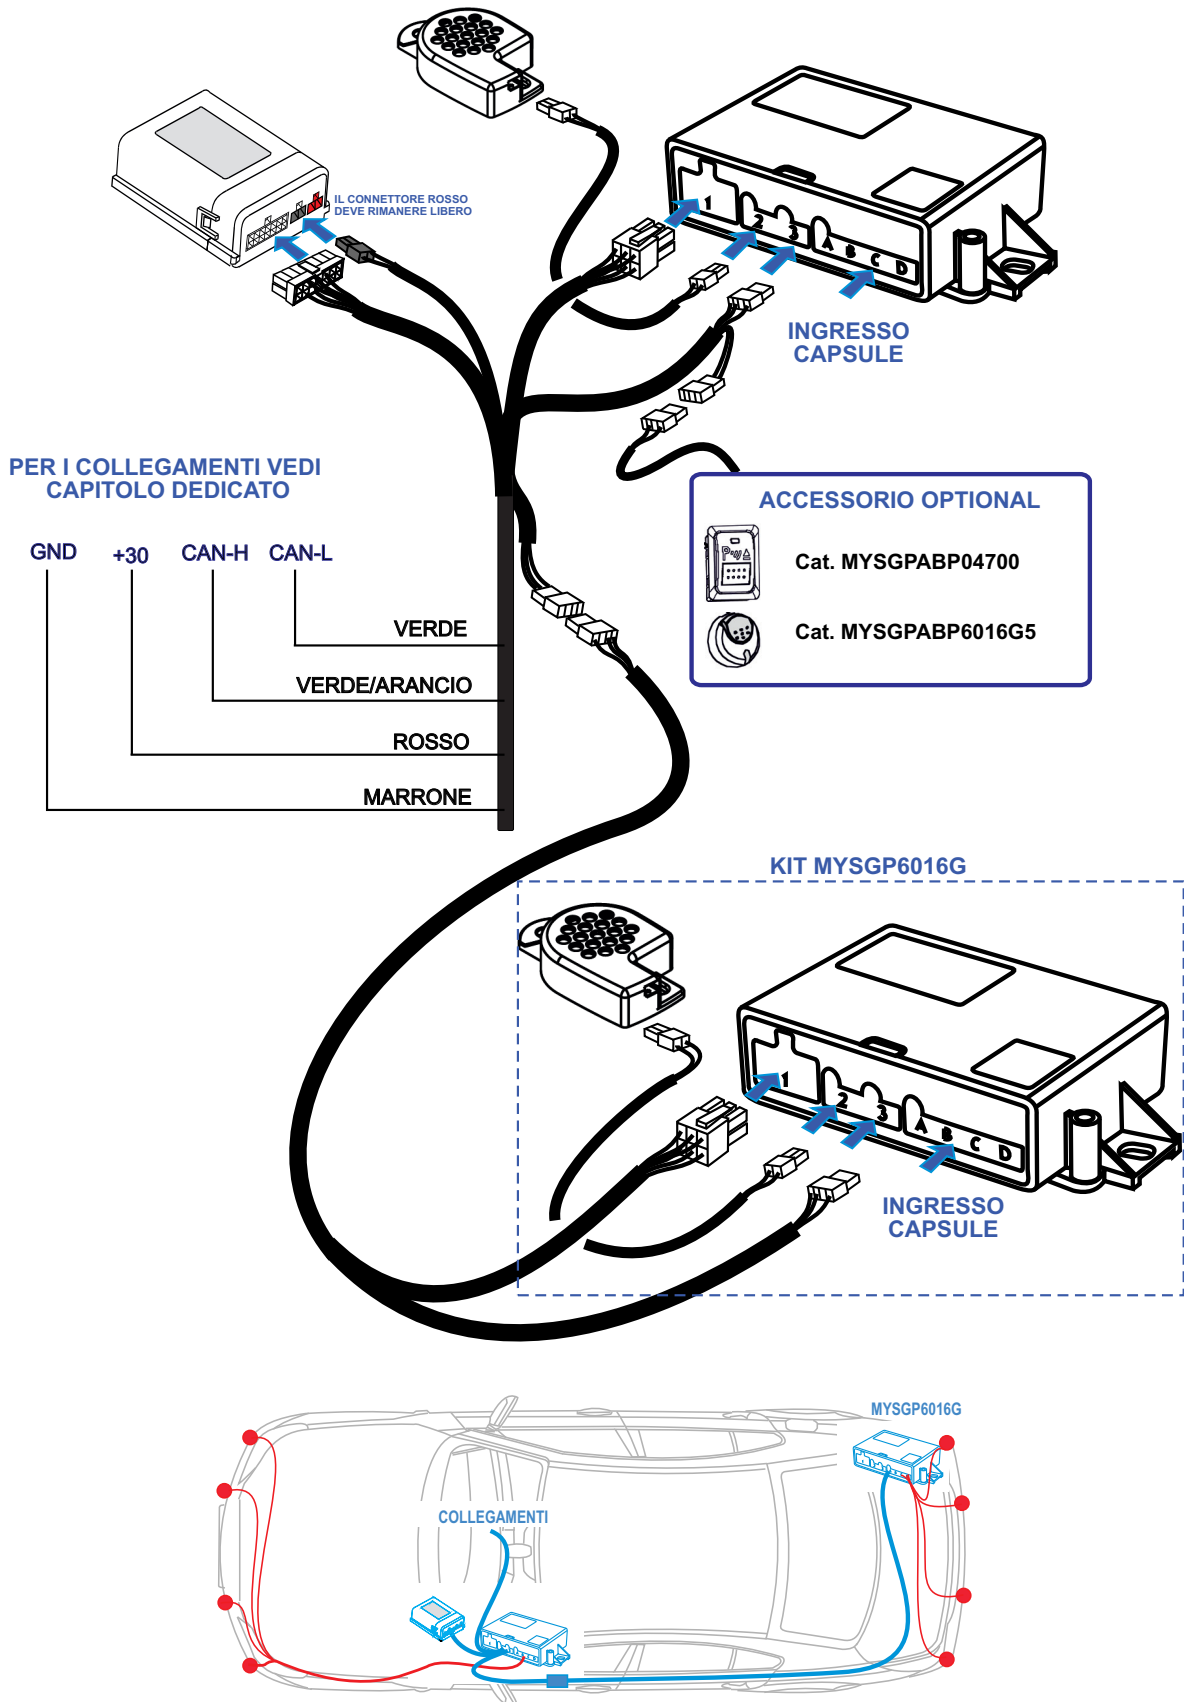 IL CONNETTORE ROSSO
DEVE RIMANERE LIBERO
1
2
3
A
B
C
D
INGRESSO
CAPSULE
PER I COLLEGAMENTI VEDI
CAPITOLO DEDICATO
GND
+30
CAN-H
CAN-L
VERDE
VERDE/ARANCIO
ROSSO
MARRONE
ACCESSORIO OPTIONAL
Cat. MYSGPABP04700
Cat. MYSGPABP6016G5
KIT MYSGP6016G
1
2
3
A
B
C
D
INGRESSO
CAPSULE
MYSGP6016G
COLLEGAMENTI